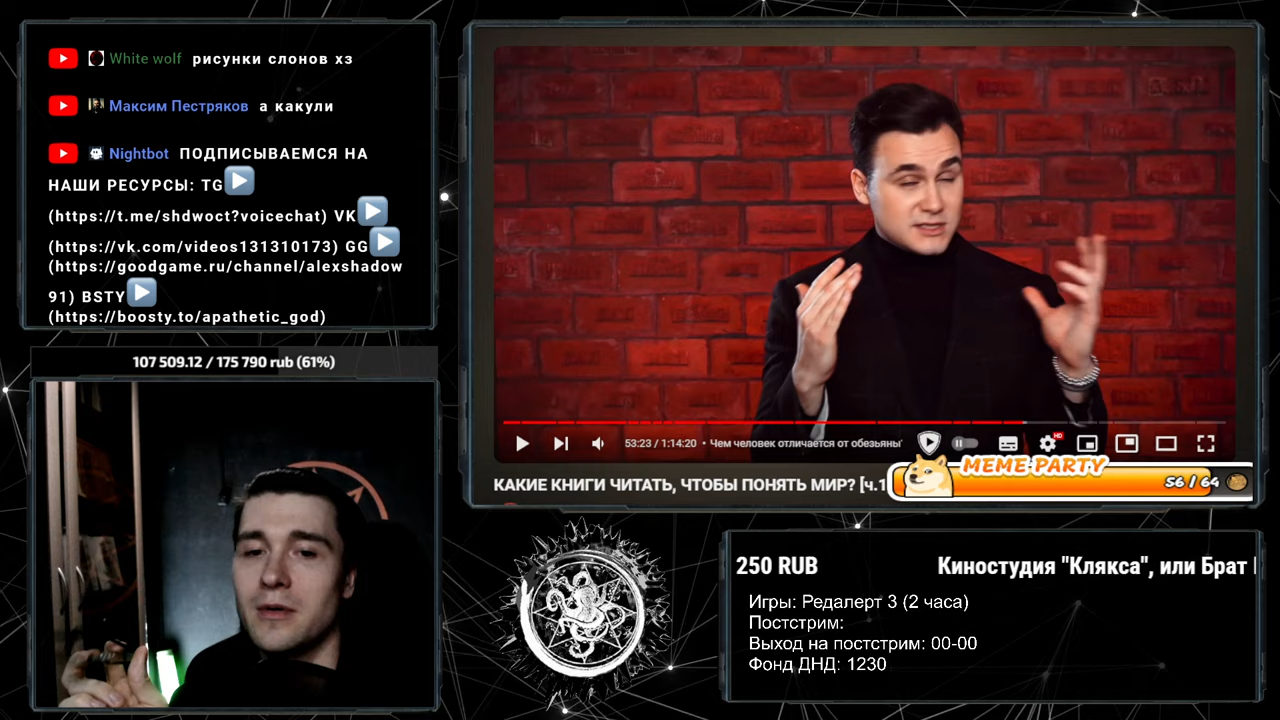 White wolf рисунки слонов хз
Максим Пестряков а какули
Nightbot ПОДПИСЫВАЕМСЯ НА
НАШИ РЕСУРСЫ: TG
(https://t.me/shdwoct?voicechat) VK
(https://vk.com/videos131310173) GG
(https://goodgame.ru/channel/alexshadow
91) BSTY
(https://boosty.to/apathetic_god)
107 509.12 / 175 790 rub (61%)
53:23 / 1:14:20 • Чем человек отличается от обезьяны
HD
MEME PARTY
56 / 64
КАКИЕ КНИГИ ЧИТАТЬ, ЧТОБЫ ПОНЯТЬ МИР? [ч.1
250 RUB Киностудия "Клякса", или Брат
Игры: Редалерт 3 (2 часа)
Постстрим:
Выход на постстрим: 00-00
Фонд ДНД: 1230